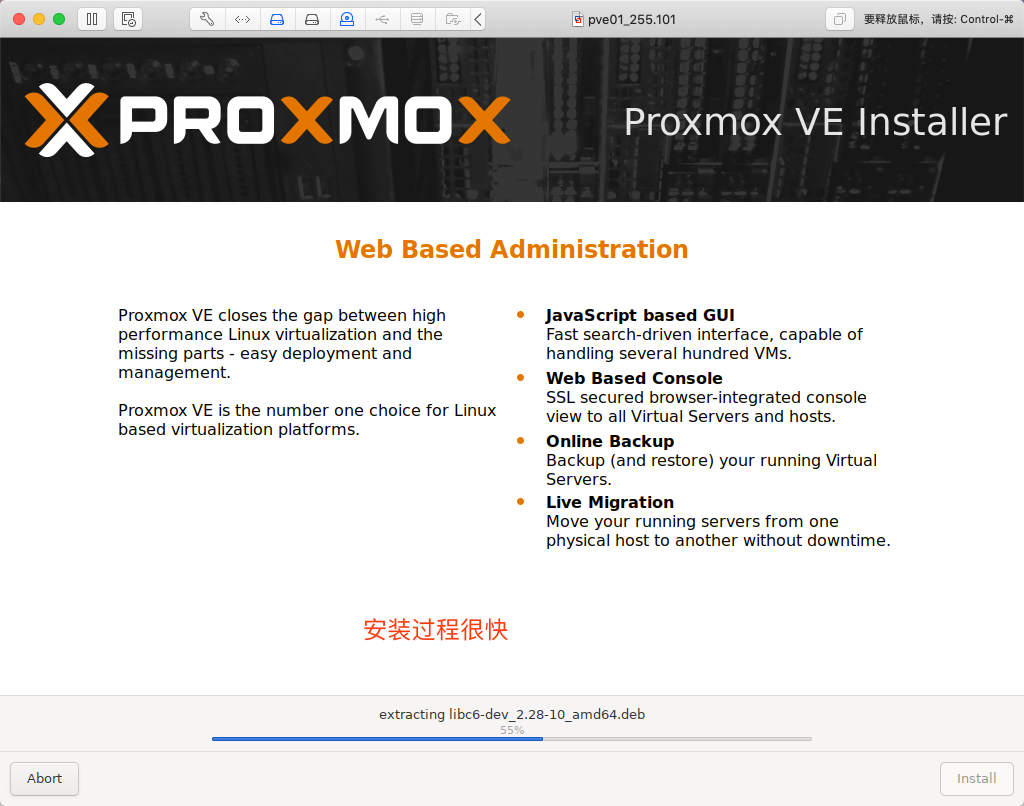 pve01_255.101
要释放鼠标，请按: Control-⌘
PROXMOX
Proxmox VE Installer
Web Based Administration
Proxmox VE closes the gap between high
performance Linux virtualization and the
missing parts - easy deployment and
management.
Proxmox VE is the number one choice for Linux
based virtualization platforms.
JavaScript based GUI
Fast search-driven interface, capable of
handling several hundred VMs.
Web Based Console
SSL secured browser-integrated console
view to all Virtual Servers and hosts.
Online Backup
Backup (and restore) your running Virtual
Servers.
Live Migration
Move your running servers from one
physical host to another without downtime.
安装过程很快
extracting libc6-dev_2.28-10_amd64.deb
55%
Abort
Install